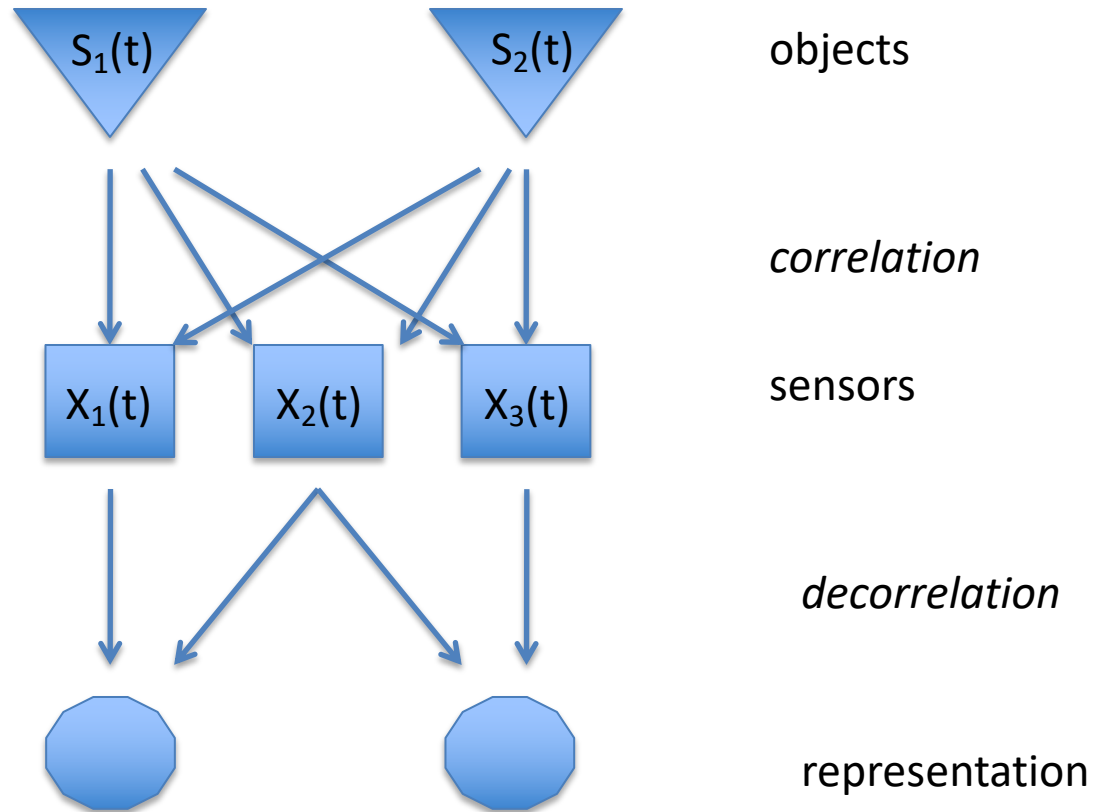 S₁(t) S₂(t) objects
correlation
X₁(t) X₂(t) X₃(t) sensors
decorrelation
representation